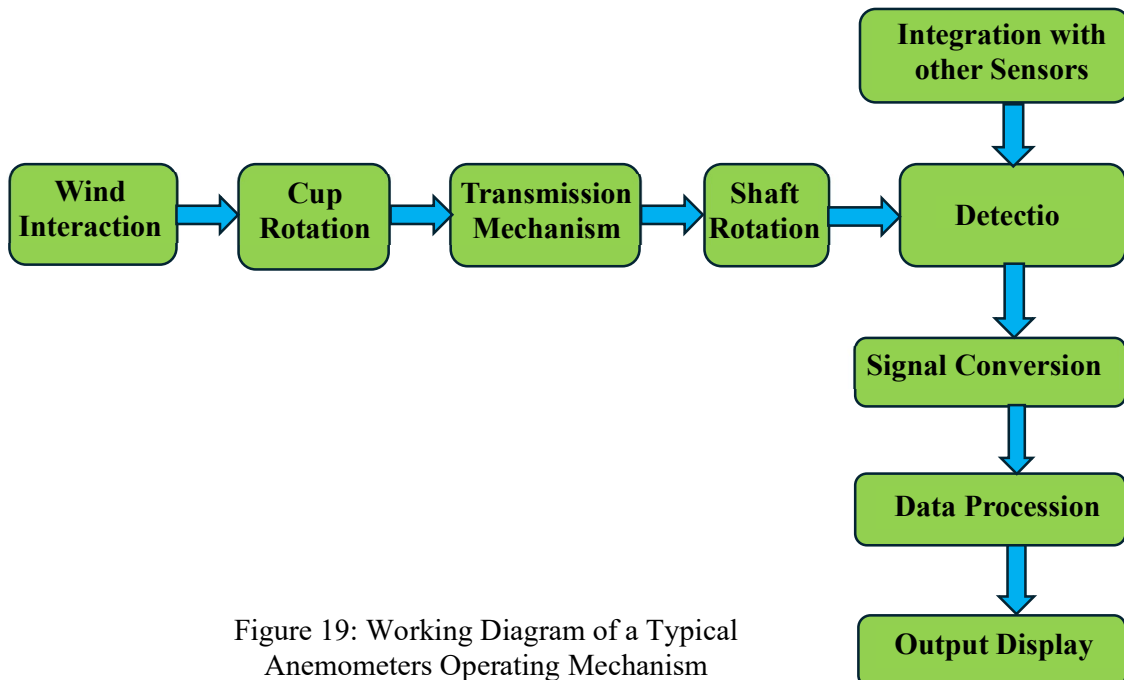 Integration with
other Sensors
Wind
Interaction
Cup
Rotation
Transmission
Mechanism
Shaft
Rotation
Detectio
Signal Conversion
Data Procession
Output Display
Figure 19: Working Diagram of a Typical
Anemometers Operating Mechanism